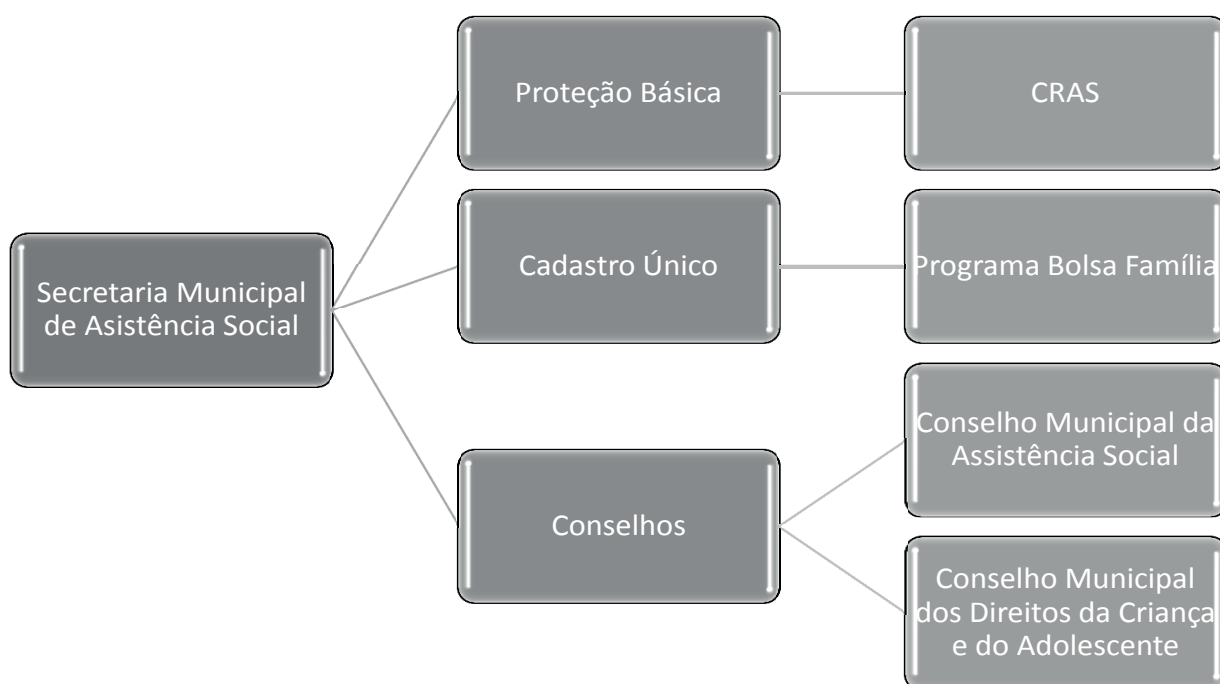 Proteção Básica
CRAS
Cadastro Único
Programa Bolsa Família
Secretaria Municipal
de Asistência Social
Conselho Municipal da
Assistência Social
Conselhos
Conselho Municipal
dos Direitos da Criança
e do Adolescente